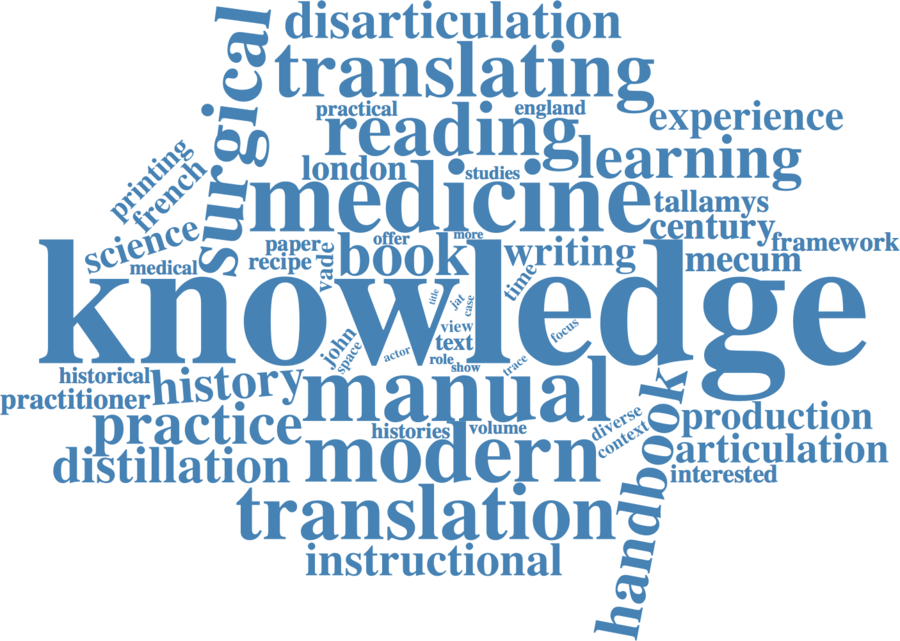 disarticulation
surgical
translating
practical
england
reading
experience
printing
london
studies
learning
french
medicine
tallamys
science
century
paper
offer
more
framework
medical
recipe
vade
book
writing
mecum
knowledge
time
title
jat
case
john
space
view
text
focus
actor
role
show
trace
historical
history
manual
handbook
practitioner
practice
histories
volume
diverse
context
production
distillation
modern
articulation
interested
translation
instructional